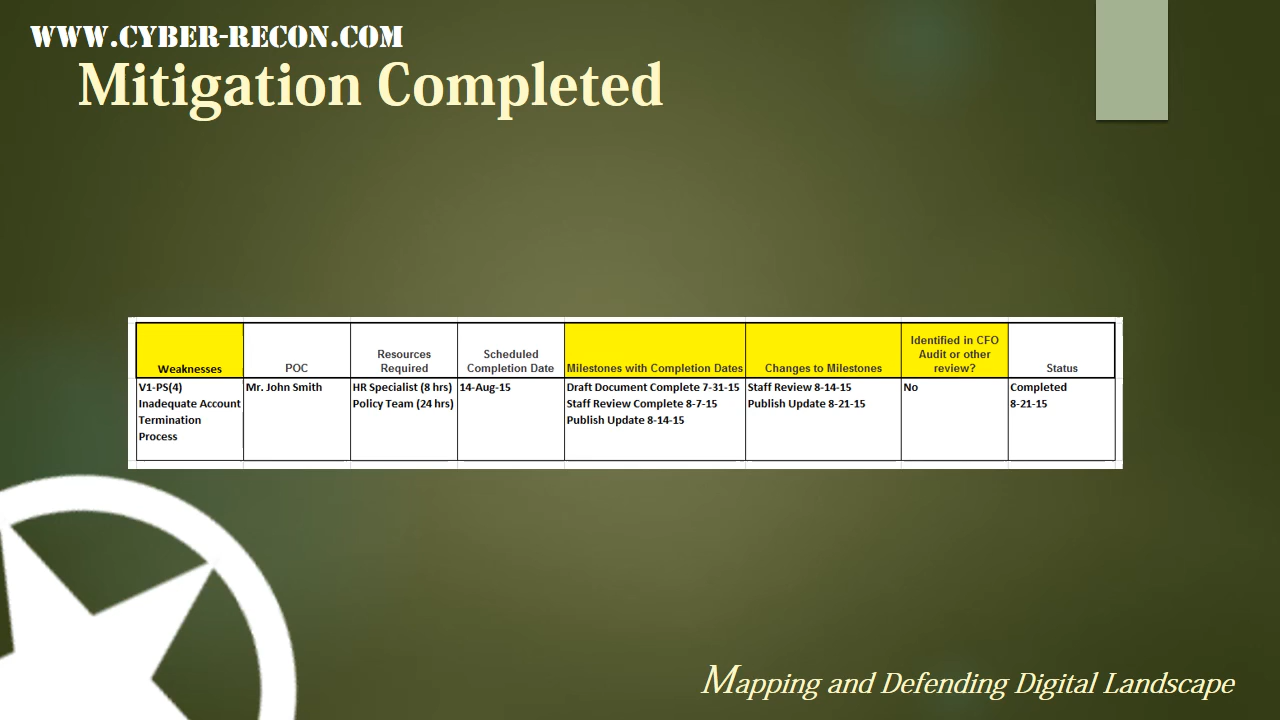 WWW.CYBER-RECON.COM
Mitigation Completed
Weaknesses
POC
Resources
Required
Scheduled
Completion Date
Milestones with Completion Dates
Changes to Milestones
Identified in CFO
Audit or other
review?
Status
V1-PS(4)
Inadequate Account
Termination
Process
Mr. John Smith
HR Specialist (8 hrs)
Policy Team (24 hrs)
14-Aug-15
Draft Document Complete 7-31-15
Staff Review Complete 8-7-15
Publish Update 8-14-15
Staff Review 8-14-15
Publish Update 8-21-15
No
Completed
8-21-15
Mapping and Defending Digital Landscape